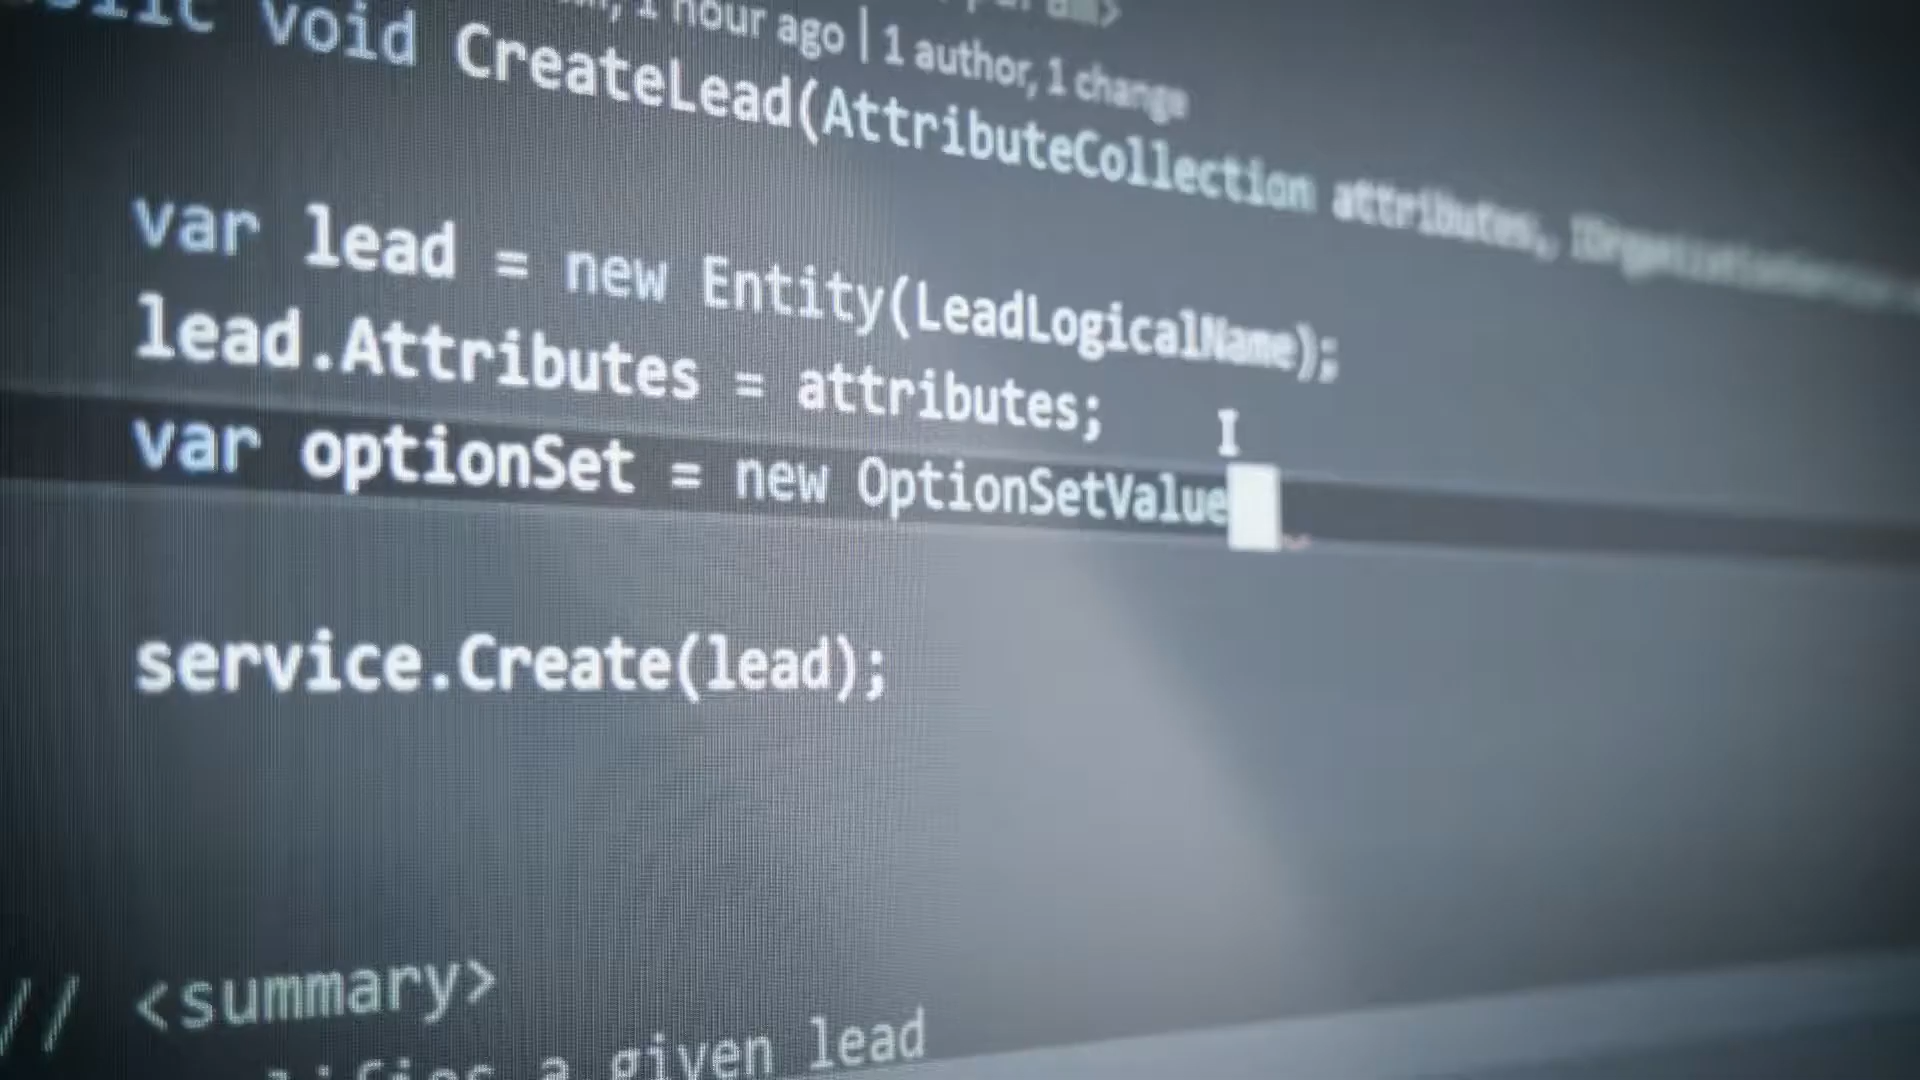 1 hour ago | 1 author, 1 change
void CreateLead(AttributeCollection attributes,
var lead = new Entity(LeadLogicalName);
lead.Attributes = attributes;
var optionSet = new OptionSetValue
service.Create(lead);
// <summary>
a given lead